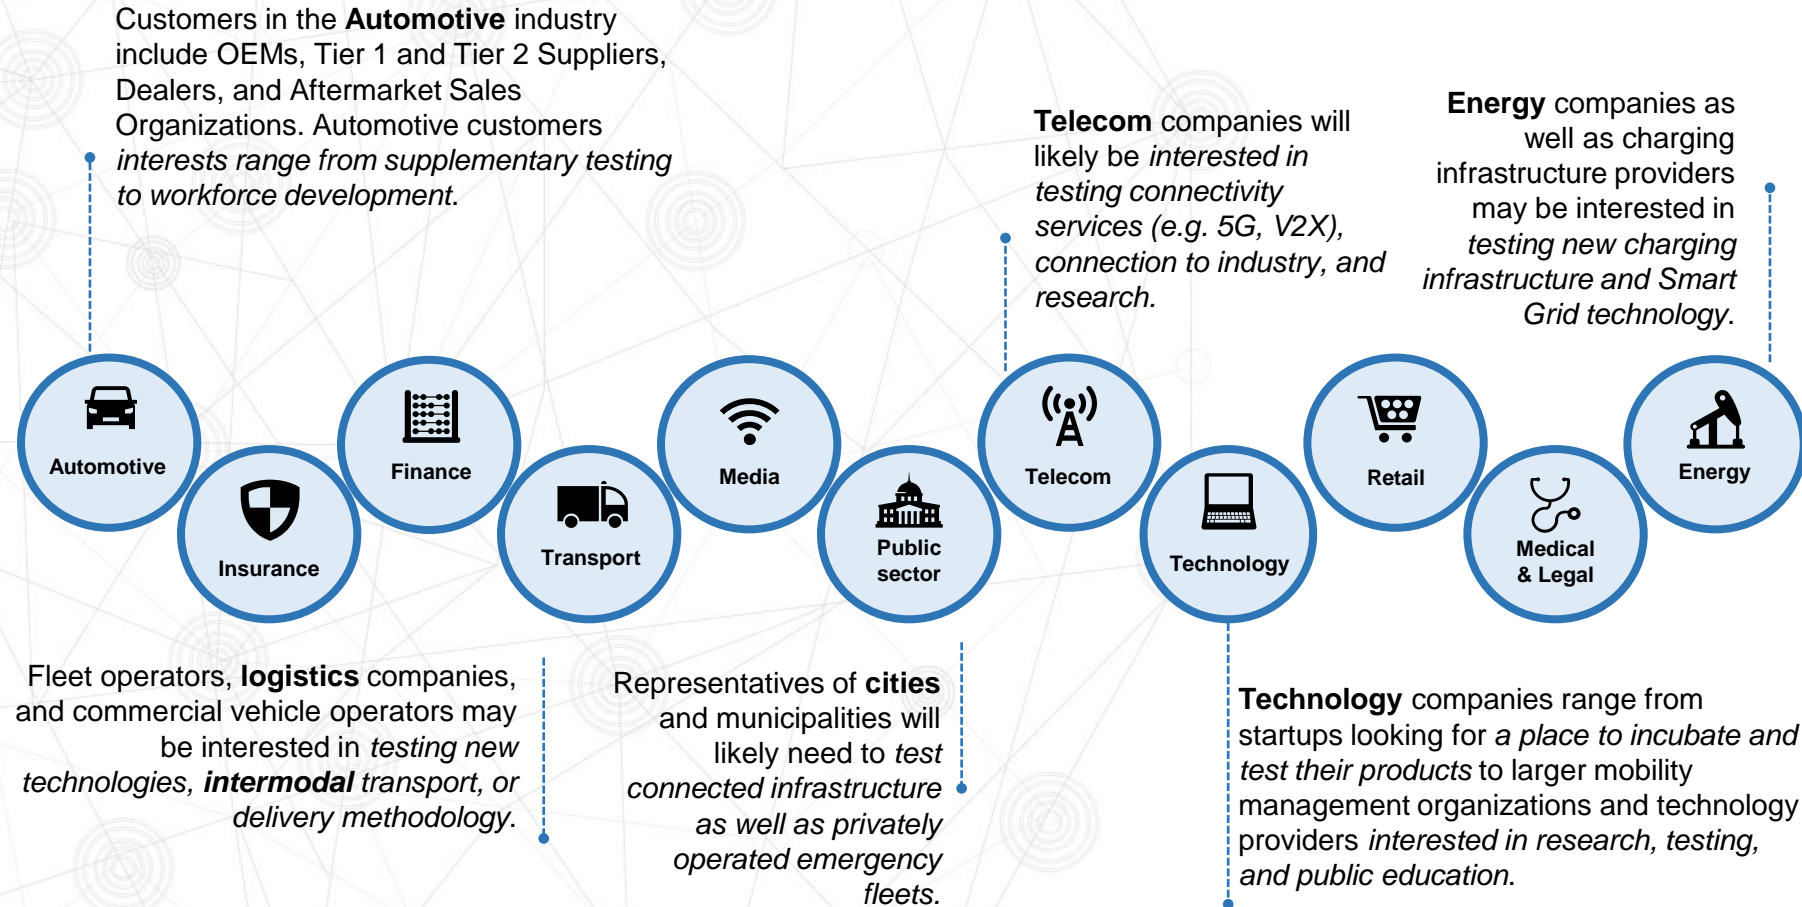 Customers in the Automotive industry
include OEMs, Tier 1 and Tier 2 Suppliers,
Dealers, and Aftermarket Sales
Organizations. Automotive customers
interests range from supplementary testing
to workforce development.
Telecom companies will
likely be interested in
testing connectivity
services (e.g. 5G, V2X),
connection to industry, and
research.
Energy companies as
well as charging
infrastructure providers
may be interested in
testing new charging
infrastructure and Smart
Grid technology.
Automotive
Insurance
Finance
Transport
Media
Public
sector
Telecom
Technology
Retail
Medical
& Legal
Energy
Fleet operators, logistics companies,
and commercial vehicle operators may
be interested in testing new
technologies, intermodal transport, or
delivery methodology.
Representatives of cities
and municipalities will
likely need to test
connected infrastructure
as well as privately
operated emergency
fleets.
Technology companies range from
startups looking for a place to incubate and
test their products to larger mobility
management organizations and technology
providers interested in research, testing,
and public education.